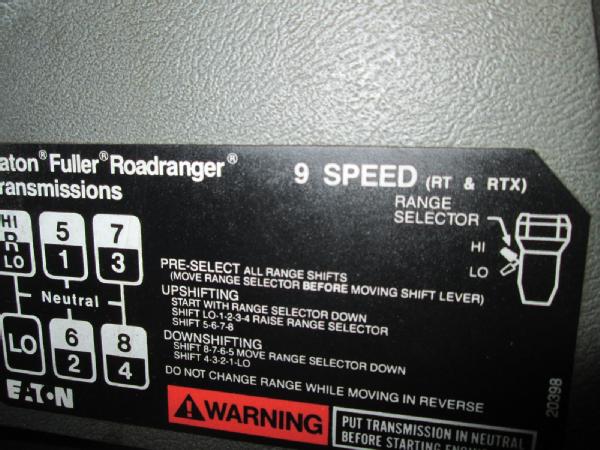 Fuller® Roadranger®
9 SPEED (RT & RTX)
RANGE
SELECTOR
HI
LO
HI
R
R
LO
5
1
7
3
Neutral
LO
6
2
8
4
PRE-SELECT ALL RANGE SHIFTS
(MOVE RANGE SELECTOR BEFORE MOVING SHIFT LEVER)
UPSHIFTING
START WITH RANGE SELECTOR DOWN
SHIFT LO-1-2-3-4 RAISE RANGE SELECTOR
SHIFT 5-6-7-8
DOWNSHIFTING
SHIFT 8-7-6-5 MOVE RANGE SELECTOR DOWN
SHIFT 4-3-2-1-LO
DO NOT CHANGE RANGE WHILE MOVING IN REVERSE
EATON
WARNING
PUT TRANSMISSION IN NEUTRAL
BEFORE STARTING
20398